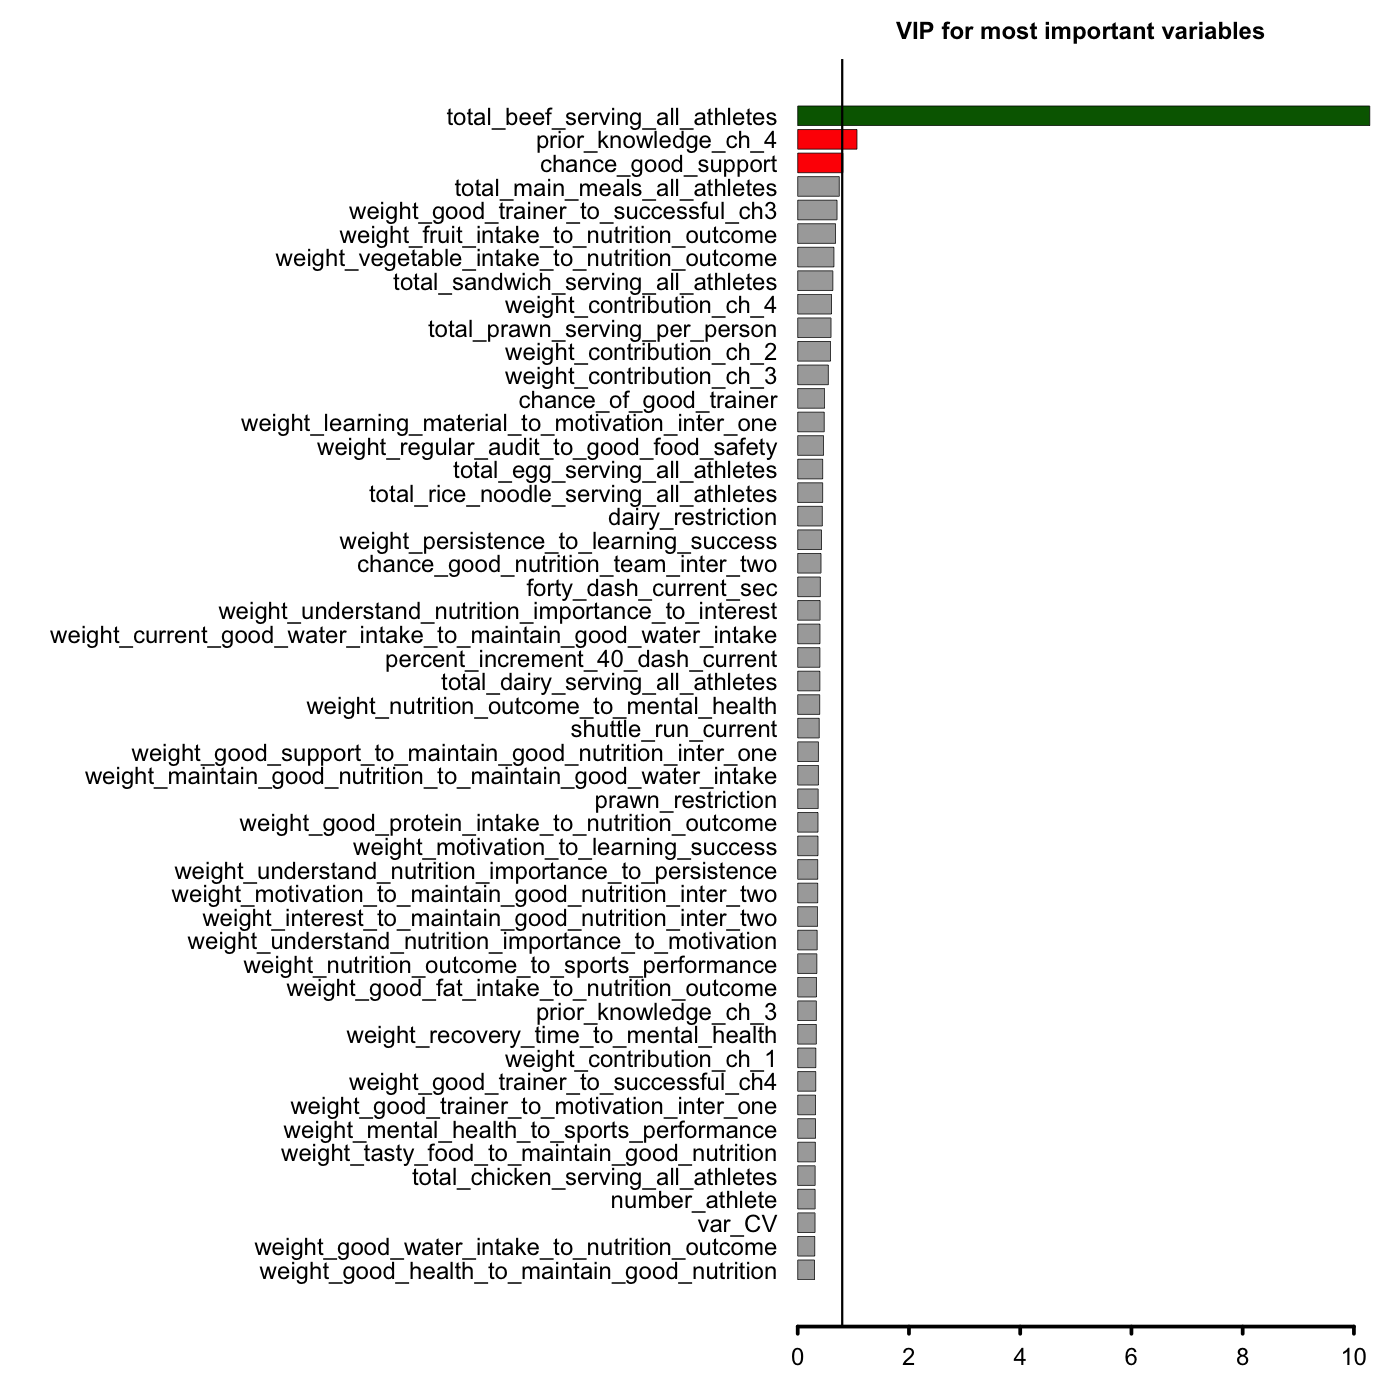 VIP for most important variables
total_beef_serving_all_athletes
prior_knowledge_ch_4
chance_good_support
total_main_meals_all_athletes
weight_good_trainer_to_successful_ch3
weight_fruit_intake_to_nutrition_outcome
weight_vegetable_intake_to_nutrition_outcome
total_sandwich_serving_all_athletes
weight_contribution_ch_4
total_prawn_serving_per_person
weight_contribution_ch_2
weight_contribution_ch_3
chance_of_good_trainer
weight_learning_material_to_motivation_inter_one
weight_regular_audit_to_good_food_safety
total_egg_serving_all_athletes
total_rice_noodle_serving_all_athletes
dairy_restriction
weight_persistence_to_learning_success
chance_good_nutrition_team_inter_two
forty_dash_current_sec
weight_understand_nutrition_importance_to_interest
weight_current_good_water_intake_to_maintain_good_water_intake
percent_increment_40_dash_current
total_dairy_serving_all_athletes
weight_nutrition_outcome_to_mental_health
shuttle_run_current
weight_good_support_to_maintain_good_nutrition_inter_one
weight_maintain_good_nutrition_to_maintain_good_water_intake
prawn_restriction
weight_good_protein_intake_to_nutrition_outcome
weight_motivation_to_learning_success
weight_understand_nutrition_importance_to_persistence
weight_motivation_to_maintain_good_nutrition_inter_two
weight_interest_to_maintain_good_nutrition_inter_two
weight_understand_nutrition_importance_to_motivation
weight_nutrition_outcome_to_sports_performance
weight_good_fat_intake_to_nutrition_outcome
prior_knowledge_ch_3
weight_recovery_time_to_mental_health
weight_contribution_ch_1
weight_good_trainer_to_successful_ch4
weight_good_trainer_to_motivation_inter_one
weight_mental_health_to_sports_performance
weight_tasty_food_to_maintain_good_nutrition
total_chicken_serving_all_athletes
number_athlete
var_CV
weight_good_water_intake_to_nutrition_outcome
weight_good_health_to_maintain_good_nutrition
0 2 4 6 8 10